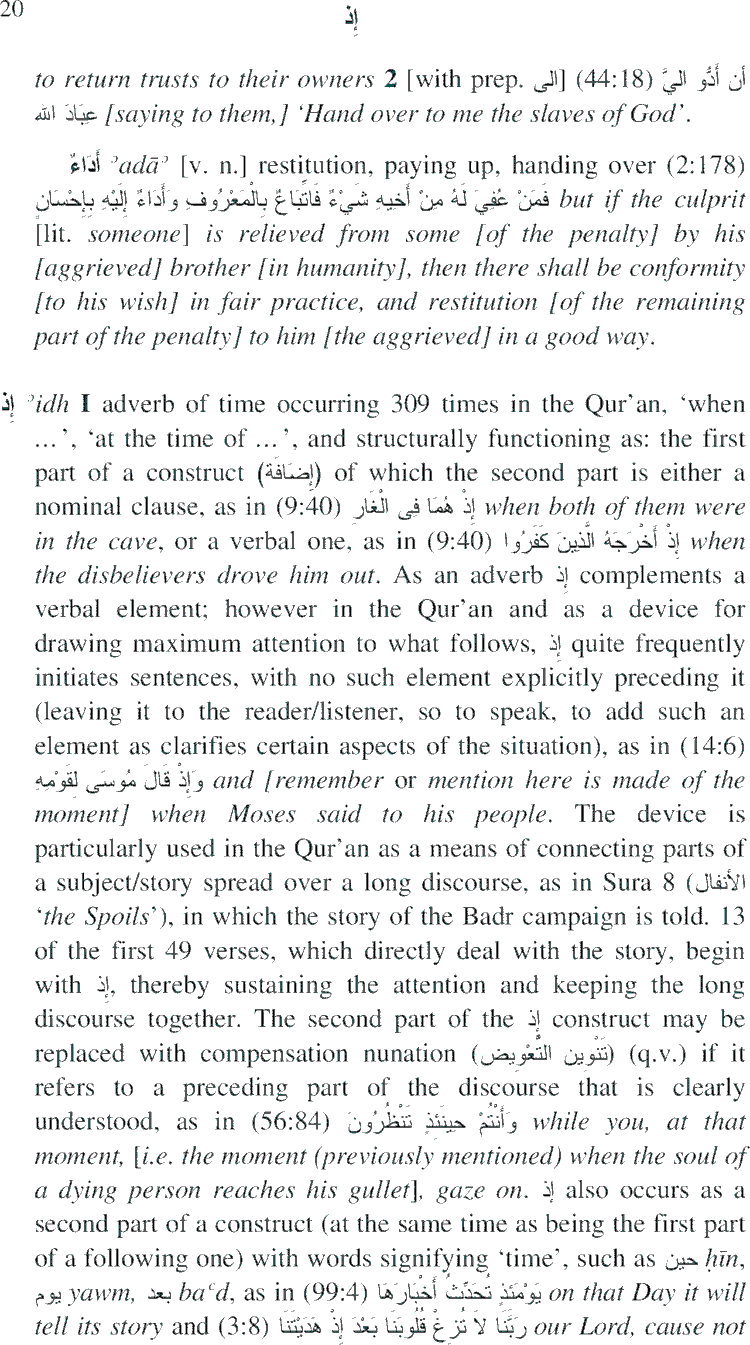 20
إِذ
to return trusts to their owners 2 [with prep. الى] (44:18) أن أَدُّو اليَّ
عِبَادَ الله [saying to them,] ‘Hand over to me the slaves of God’.
أَدَاءٌ ʾadāʾ [v. n.] restitution, paying up, handing over (2:178)
فَمَنْ عُفِيَ لَهُ مِنْ أَخيهِ شَيْءٌ فَاتِّبَاعٌ بِالْمَعْرُوفِ وَأَدَاءٌ إِلَيْهِ بِإِحْسَانٍ but if the culprit
[lit. someone] is relieved from some [of the penalty] by his
[aggrieved] brother [in humanity], then there shall be conformity
[to his wish] in fair practice, and restitution [of the remaining
part of the penalty] to him [the aggrieved] in a good way.
إِذ ʾidh I adverb of time occurring 309 times in the Qur’an, ‘when
...’, ‘at the time of ...’, and structurally functioning as: the first
part of a construct (إِضَافَة) of which the second part is either a
nominal clause, as in (9:40) إِذْ هُمَا فِى الْغَارِ when both of them were
in the cave, or a verbal one, as in (9:40) إِذْ أَخْرَجَهُ الَّذِينَ كَفَرُوا when
the disbelievers drove him out. As an adverb إِذ complements a
verbal element; however in the Qur’an and as a device for
drawing maximum attention to what follows, إِذ quite frequently
initiates sentences, with no such element explicitly preceding it
(leaving it to the reader/listener, so to speak, to add such an
element as clarifies certain aspects of the situation), as in (14:6)
وَإِذْ قَالَ مُوسَى لِقَوْمِهِ and [remember or mention here is made of the
moment] when Moses said to his people. The device is
particularly used in the Qur’an as a means of connecting parts of
a subject/story spread over a long discourse, as in Sura 8 (الأنفال
‘the Spoils’), in which the story of the Badr campaign is told. 13
of the first 49 verses, which directly deal with the story, begin
with إِذ, thereby sustaining the attention and keeping the long
discourse together. The second part of the إِذ construct may be
replaced with compensation nunation (تَنْوِين التَّعْوِيض) (q.v.) if it
refers to a preceding part of the discourse that is clearly
understood, as in (56:84) وَأَنْتُمْ حِينَئِذٍ تَنْظُرُونَ while you, at that
moment, [i.e. the moment (previously mentioned) when the soul of
a dying person reaches his gullet], gaze on. إِذ also occurs as a
second part of a construct (at the same time as being the first part
of a following one) with words signifying ‘time’, such as حين ḥīn,
يوم yawm, بعد baʿd, as in (99:4) يَوْمَئِذٍ تُحَدِّثُ أَخْبَارَهَا on that Day it will
tell its story and (3:8) رَبَّنَا لاَ تُزِغْ قُلُوبَنَا بَعْدَ إِذْ هَدَيْتَنَا our Lord, cause not